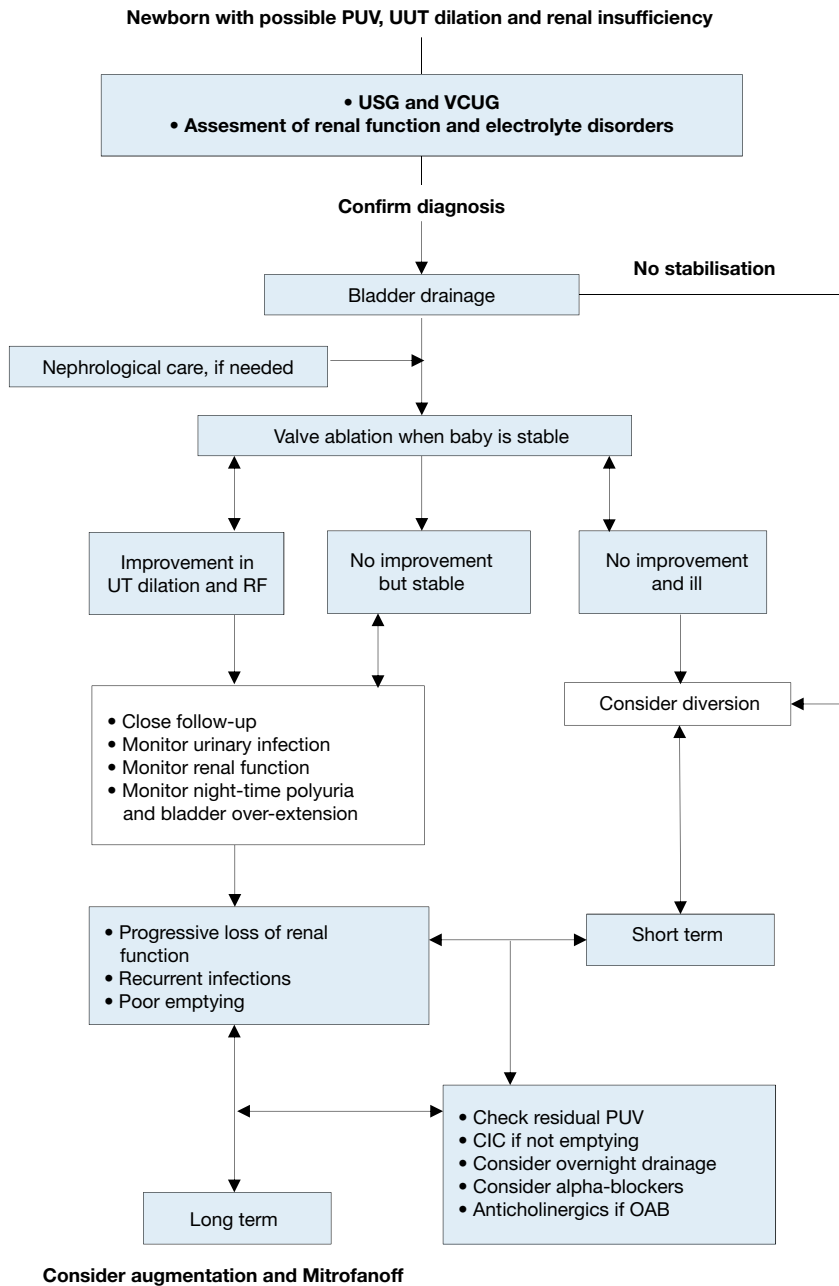 Newborn with possible PUV, UUT dilation and renal insufficiency
• USG and VCUG
• Assesment of renal function and electrolyte disorders
Confirm diagnosis
No stabilisation
Bladder drainage
Nephrological care, if needed
Valve ablation when baby is stable
Improvement in
UT dilation and RF
No improvement
but stable
No improvement
and ill
• Close follow-up
• Monitor urinary infection
• Monitor renal function
• Monitor night-time polyuria
and bladder over-extension
Consider diversion
• Progressive loss of renal
function
• Recurrent infections
• Poor emptying
Short term
• Check residual PUV
• CIC if not emptying
• Consider overnight drainage
• Consider alpha-blockers
• Anticholinergics if OAB
Long term
Consider augmentation and Mitrofanoff